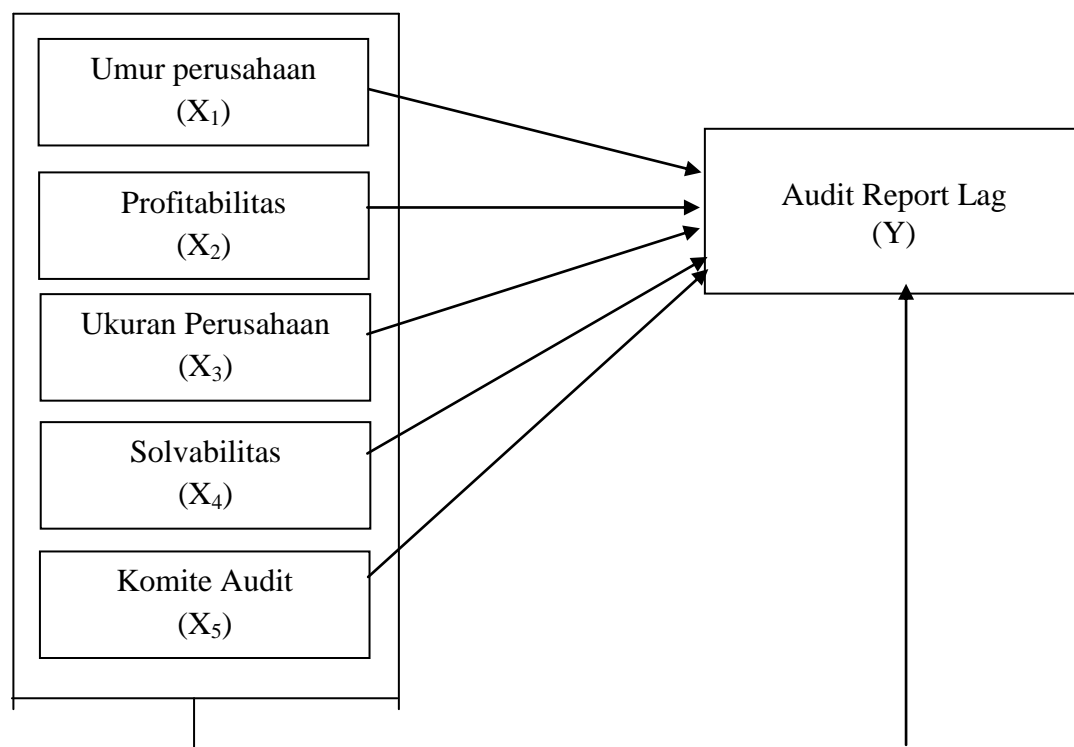 Umur perusahaan
(X₁)
Profitabilitas
(X₂)
Ukuran Perusahaan
(X₃)
Solvabilitas
(X₄)
Komite Audit
(X₅)
Audit Report Lag
(Y)